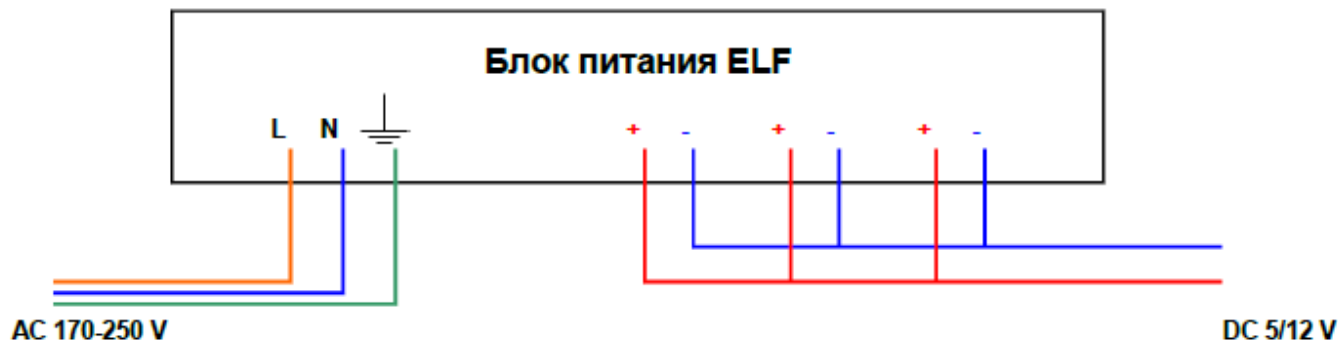 Блок питания ELF
L N + - + - + -
AC 170-250 V
DC 5/12 V